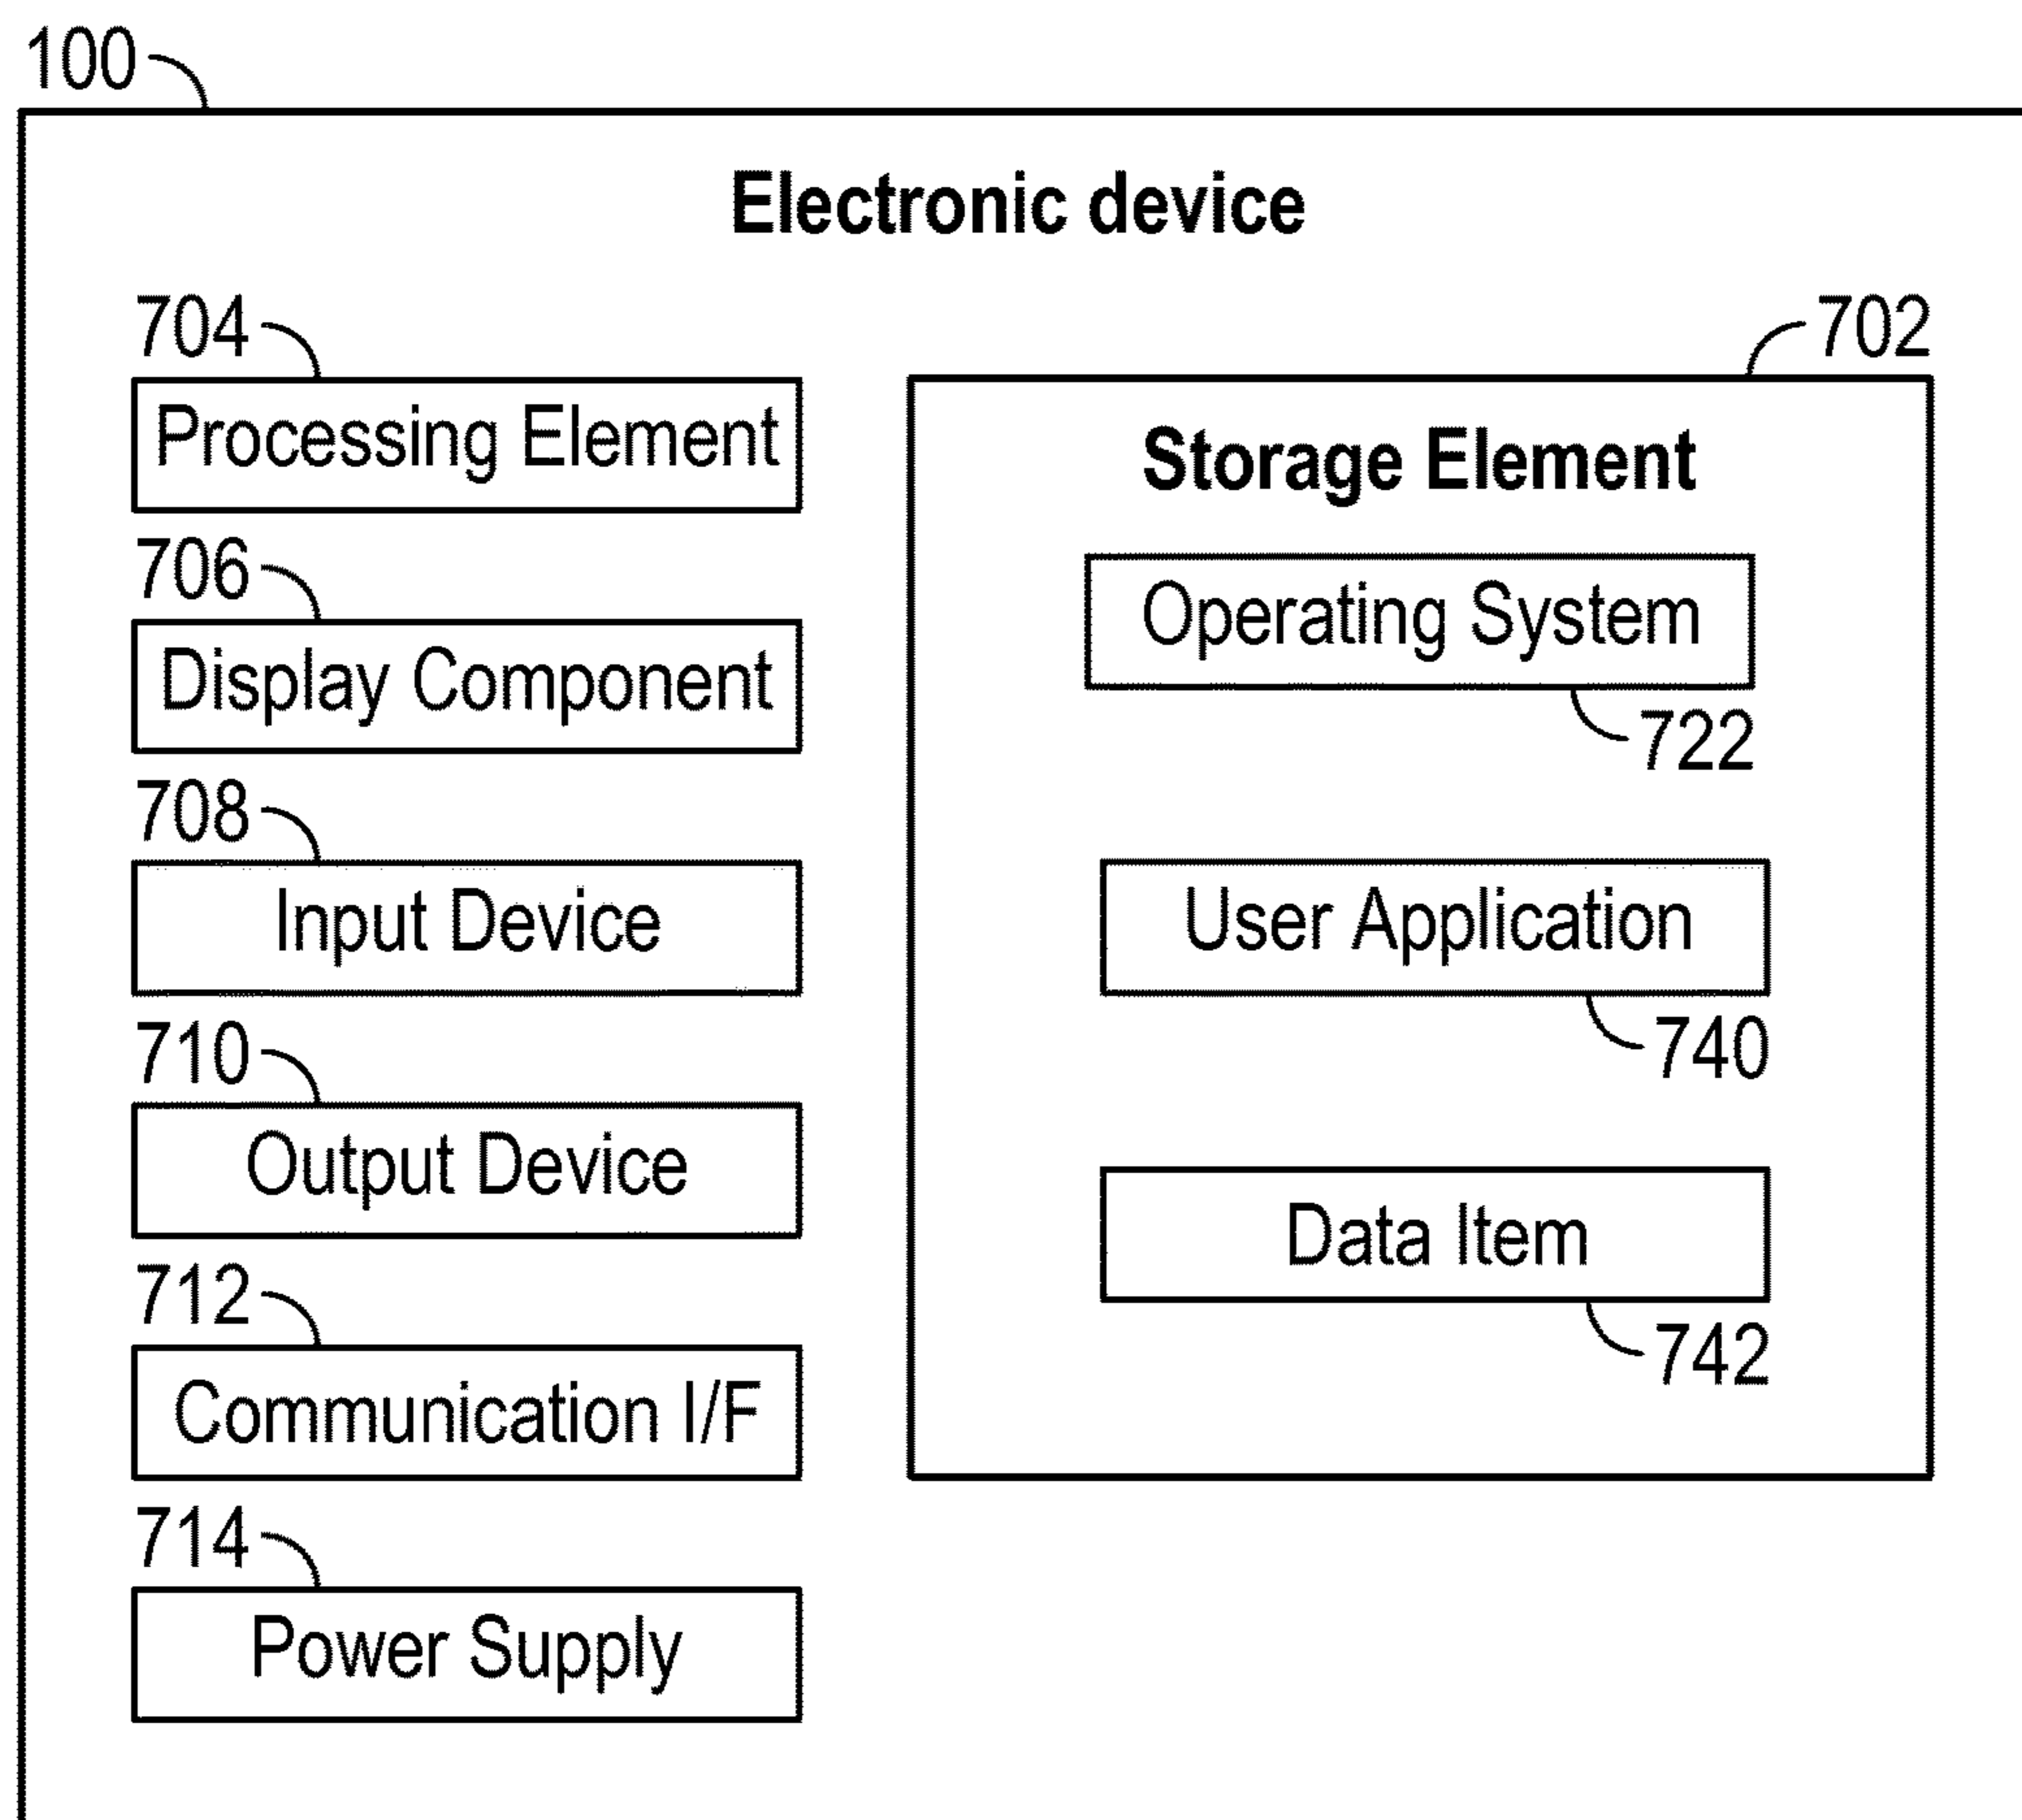 100
Electronic device
704
Processing Element
706
Display Component
708
Input Device
710
Output Device
712
Communication I/F
714
Power Supply
702
Storage Element
Operating System
722
User Application
740
Data Item
742